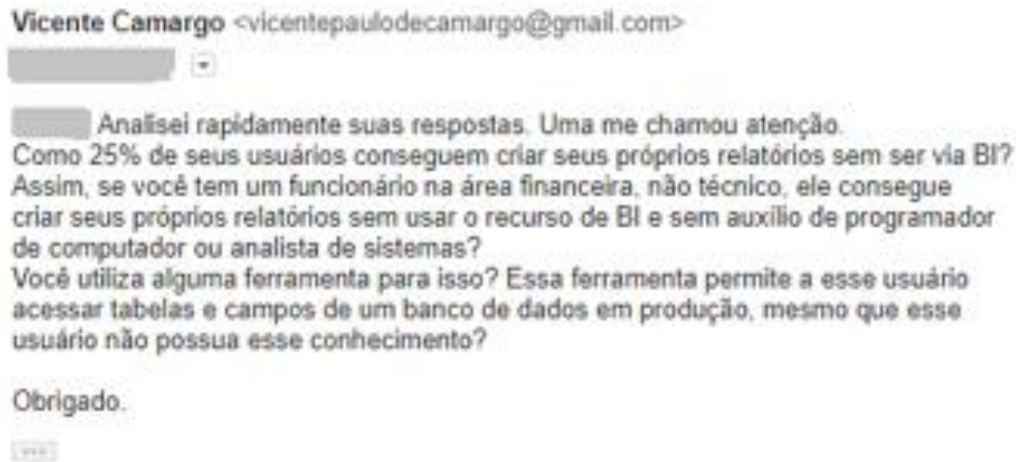 Vicente Camargo <vicentepaulodecamargo@gmail.com>
Analisei rapidamente suas respostas. Uma me chamou atenção.
Como 25% de seus usuários conseguem criar seus próprios relatórios sem ser via BI?
Assim, se você tem um funcionário na área financeira, não técnico, ele consegue
criar seus próprios relatórios sem usar o recurso de BI e sem auxílio de programador
de computador ou analista de sistemas?
Você utiliza alguma ferramenta para isso? Essa ferramenta permite a esse usuário
acessar tabelas e campos de um banco de dados em produção, mesmo que esse
usuário não possua esse conhecimento?
Obrigado.